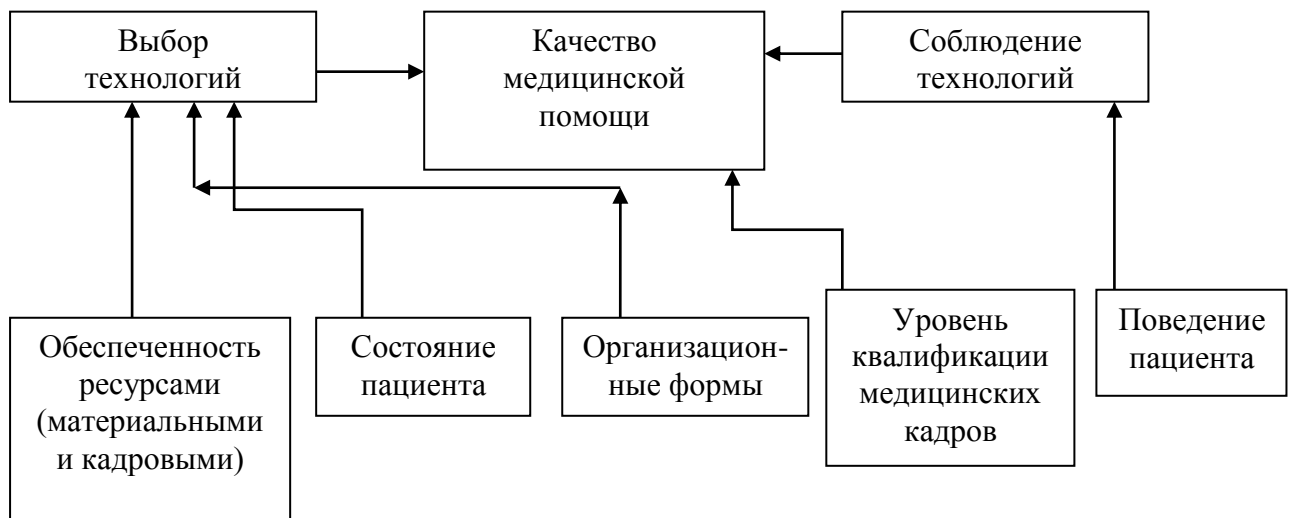 Выбор
технологий
Качество
медицинской
помощи
Соблюдение
технологий
Обеспеченность
ресурсами
(материальными
и кадровыми)
Состояние
пациента
Организацион-
ные формы
Уровень
квалификации
медицинских
кадров
Поведение
пациента